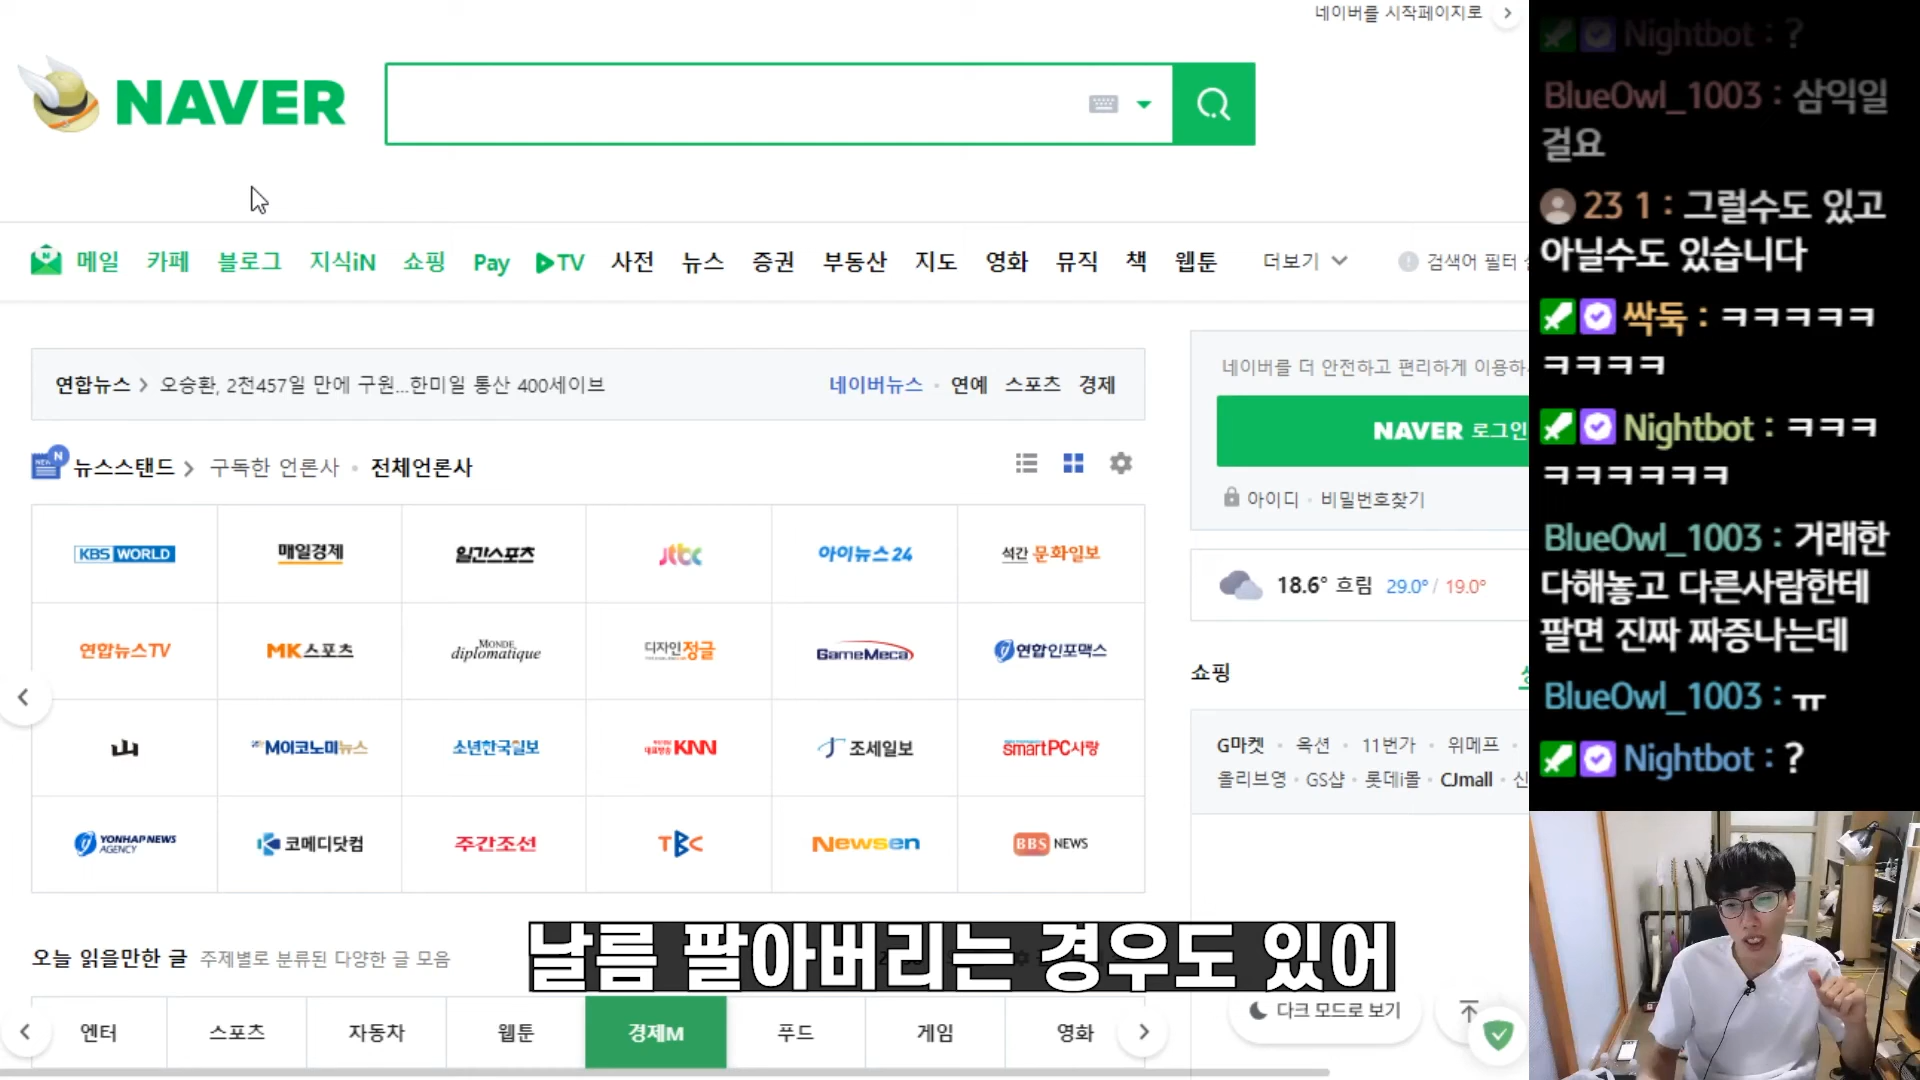 네이버를 시작페이지로
NAVER
메일 카페 블로그 지식iN 쇼핑 Pay TV 사전 뉴스 증권 부동산 지도 영화 뮤직 책 웹툰 더보기 검색어 필터
연합뉴스 오승환, 2천457일 만에 구원...한미일 통산 400세이브 네이버뉴스 연예 스포츠 경제
뉴스스탠드 구독한 언론사 전체언론사
KBS WORLD 매일경제 일간스포츠 jtbc 아이뉴스24 석간 문화일보
연합뉴스TV MK스포츠 MONDE diplomatique 디자인정글 GameMeca 연합인포맥스
M이코노미뉴스 소년한국일보 KNN 조세일보 smartPC사랑
YONHAP NEWS AGENCY 코메디닷컴 주간조선 TBC Newsen BBS NEWS
오늘 읽을만한 글 주제별로 분류된 다양한 글 모음
엔터 스포츠 자동차 웹툰 경제M 푸드 게임 영화
네이버를 더 안전하고 편리하게 이용하
NAVER 로그인
아이디 · 비밀번호찾기
18.6° 흐림 29.0° / 19.0°
쇼핑
G마켓 · 옥션 · 11번가 · 위메프
올리브영 · GS샵 · 롯데i몰 · CJmall · 신
다크 모드로 보기
날름 팔아버리는 경우도 있어
Nightbot : ?
BlueOwl_1003 : 삼익일
걸요
23 1 : 그럴수도 있고
아닐수도 있습니다
싹둑 : ㅋㅋㅋㅋㅋ
ㅋㅋㅋㅋ
Nightbot : ㅋㅋㅋ
ㅋㅋㅋㅋㅋㅋ
BlueOwl_1003 : 거래한
다해놓고 다른사람한테
팔면 진짜 짜증나는데
BlueOwl_1003 : ㅠ
Nightbot : ?